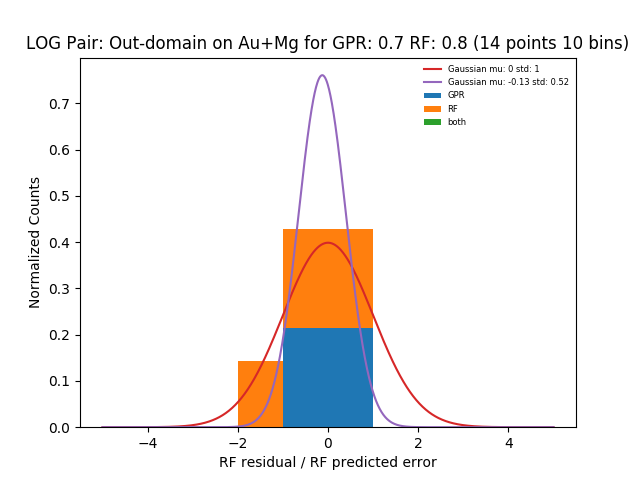 LOG Pair: Out-domain on Au+Mg for GPR: 0.7 RF: 0.8 (14 points 10 bins)
Gaussian mu: 0 std: 1
Gaussian mu: -0.13 std: 0.52
GPR
RF
both
Normalized Counts
0.7
0.6
0.5
0.4
0.3
0.2
0.1
0.0
−4 −2 0 2 4
RF residual / RF predicted error